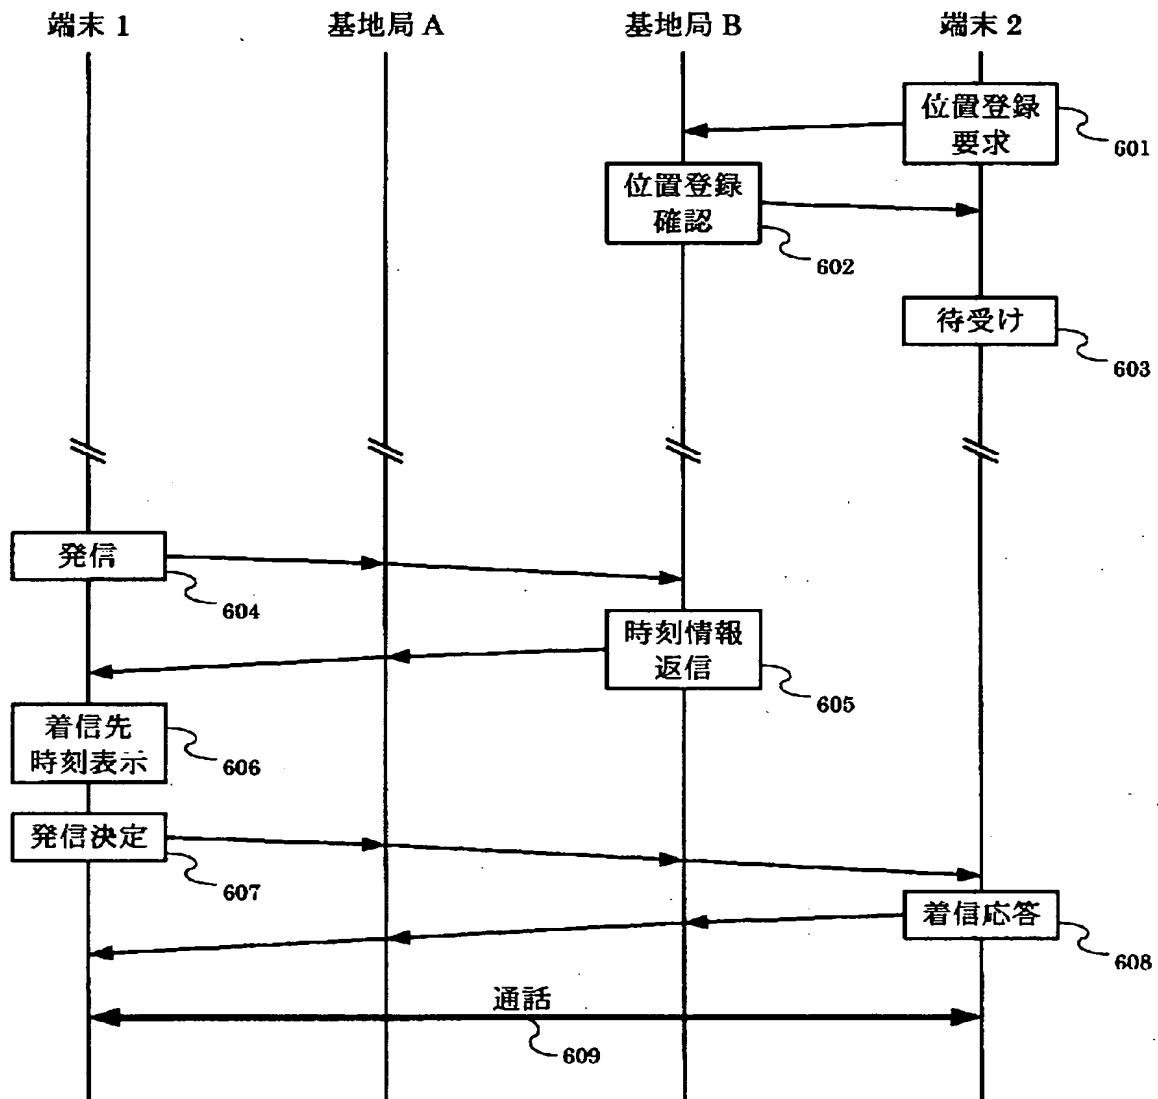 端末 1
基地局 A
基地局 B
端末 2
位置登録
要求
601
位置登録
確認
602
待受け
603
発信
604
時刻情報
返信
605
着信先
時刻表示
606
発信決定
607
着信応答
608
通話
609